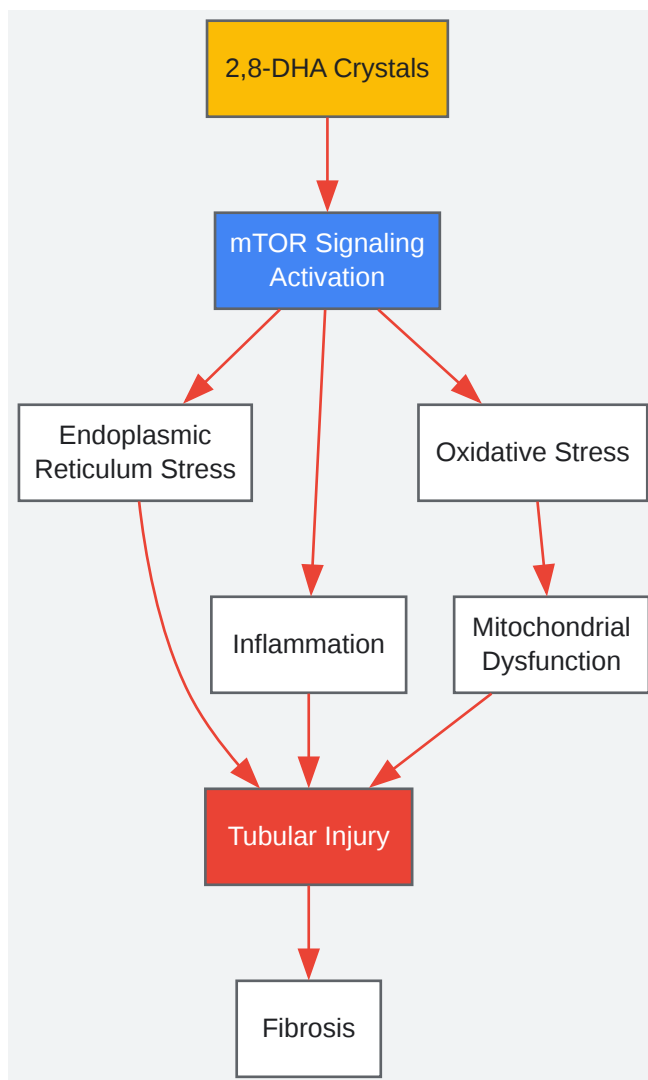 2,8-DHA Crystals
mTOR Signaling
Activation
Endoplasmic
Reticulum Stress
Oxidative Stress
Inflammation
Mitochondrial
Dysfunction
Tubular Injury
Fibrosis